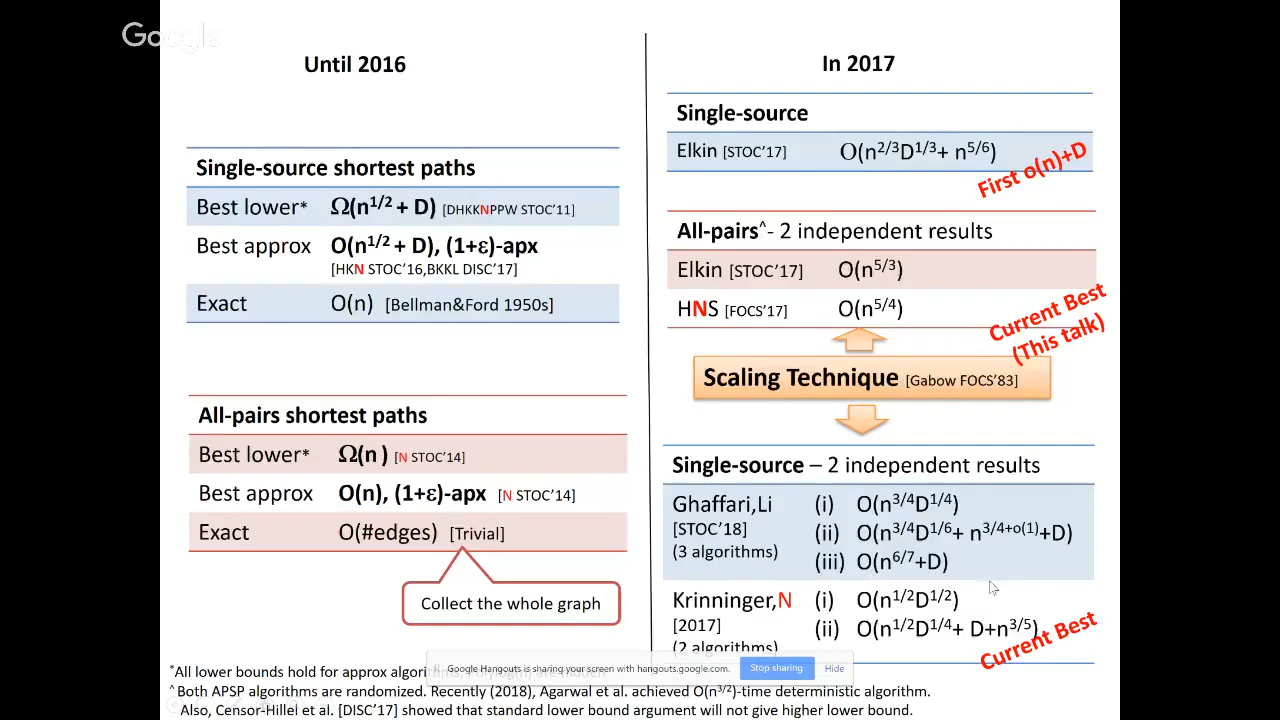 Google
Until 2016
Single-source shortest paths
Best lower* Ω(n^1/2 + D) [DHKKNPPW STOC'11]
Best approx O(n^1/2 + D), (1+ε)-apx
[HKN STOC'16,BKKL DISC'17]
Exact O(n) [Bellman&Ford 1950s]
All-pairs shortest paths
Best lower* Ω(n ) [N STOC'14]
Best approx O(n), (1+ε)-apx [N STOC'14]
Exact O(#edges) [Trivial]
Collect the whole graph
In 2017
Single-source
Elkin [STOC'17] O(n^2/3D^1/3+ n^5/6)
First o(n)+D
All-pairs^- 2 independent results
Elkin [STOC'17] O(n^5/3)
HNS [FOCS'17] O(n^5/4)
Current Best
(This talk)
Scaling Technique [Gabow FOCS'83]
Single-source – 2 independent results
Ghaffari,Li (i) O(n^3/4D^1/4)
[STOC'18] (ii) O(n^3/4D^1/6+ n^3/4+o(1)+D)
(3 algorithms) (iii) O(n^6/7+D)
Krinninger,N (i) O(n^1/2D^1/2)
[2017] (ii) O(n^1/2D^1/4+ D+n^3/5)
(2 algorithms)
Current Best
Google Hangouts is sharing your screen with hangouts.google.com. Stop sharing Hide
*All lower bounds hold for approx algorithms, are hidden
^Both APSP algorithms are randomized. Recently (2018), Agarwal et al. achieved O(n^3/2)-time deterministic algorithm.
Also, Censor-Hillel et al. [DISC'17] showed that standard lower bound argument will not give higher lower bound.